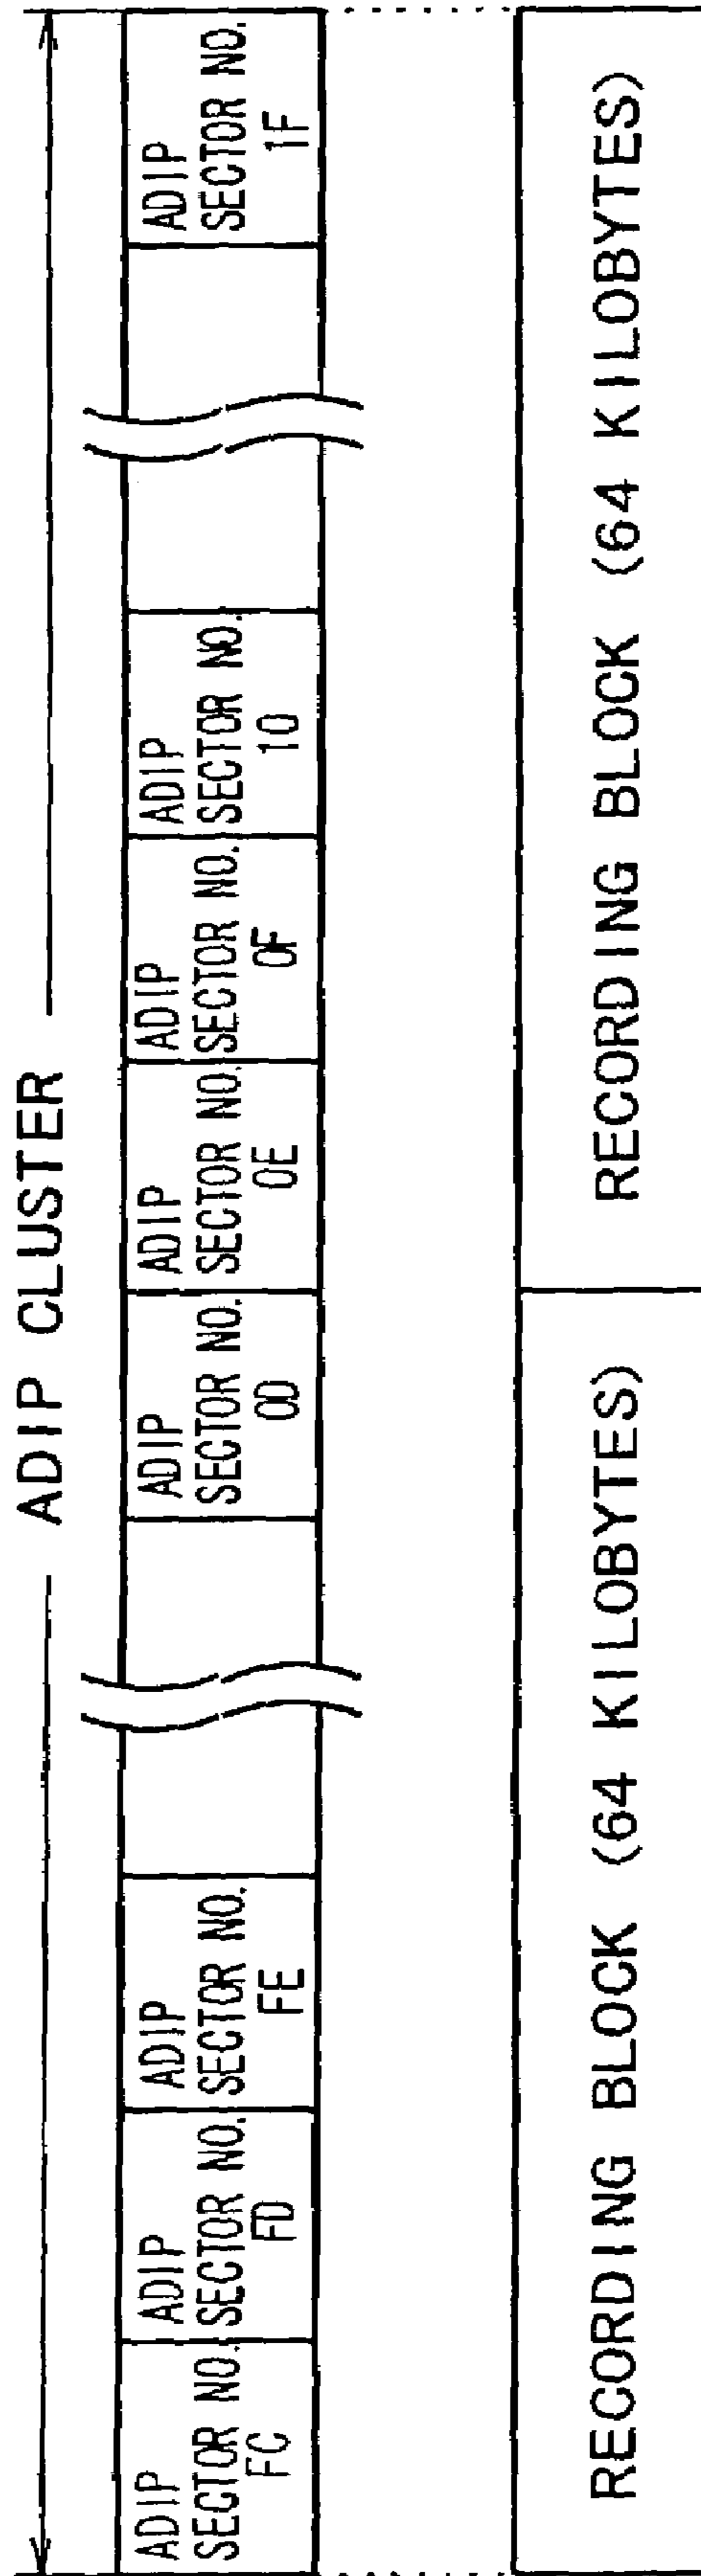 ADIP CLUSTER
ADIP
SECTOR NO.
FC
ADIP
SECTOR NO.
FD
ADIP
SECTOR NO.
FE
ADIP
SECTOR NO.
0D
ADIP
SECTOR NO.
0E
ADIP
SECTOR NO.
0F
ADIP
SECTOR NO.
10
ADIP
SECTOR NO.
1F
RECORDING BLOCK (64 KILOBYTES)
RECORDING BLOCK (64 KILOBYTES)